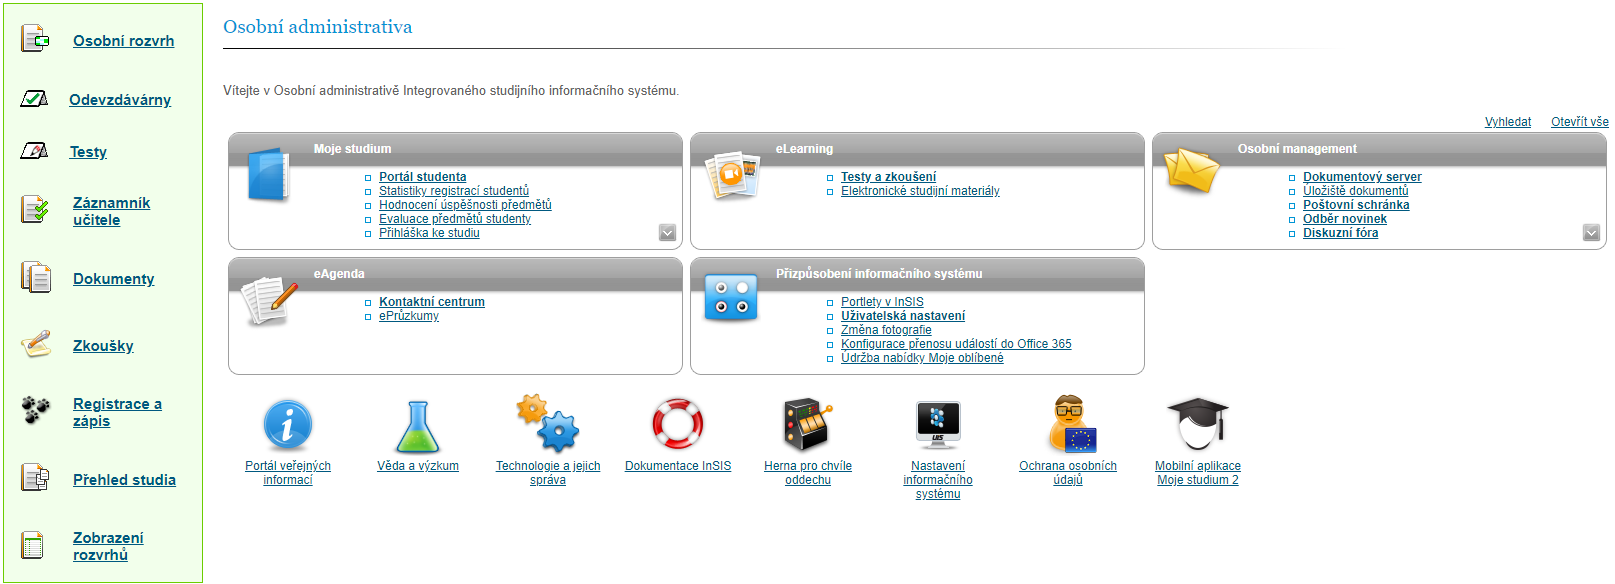 Osobní rozvrh
Odevzdávárny
Testy
Záznamník
učitele
Dokumenty
Zkoušky
Registrace a
zápis
Přehled studia
Zobrazení
rozvrhů
Osobní administrativa
Vítejte v Osobní administrativě Integrovaného studijního informačního systému.
Vyhledat Otevřít vše
Moje studium
Portál studenta
Statistiky registrací studentů
Hodnocení úspěšnosti předmětů
Evaluace předmětů studenty
Přihláška ke studiu
eLearning
Testy a zkoušení
Elektronické studijní materiály
Osobní management
Dokumentový server
Úložiště dokumentů
Poštovní schránka
Odběr novinek
Diskuzní fóra
eAgenda
Kontaktní centrum
ePrůzkumy
Přizpůsobení informačního systému
Portlety v InSIS
Uživatelská nastavení
Změna fotografie
Konfigurace přenosu událostí do Office 365
Údržba nabídky Moje oblíbené
Portál veřejných
informací
Věda a výzkum
Technologie a jejich
správa
Dokumentace InSIS
Herna pro chvíle
oddechu
UIS
Nastavení
informačního
systému
Ochrana osobních
údajů
Mobilní aplikace
Moje studium 2